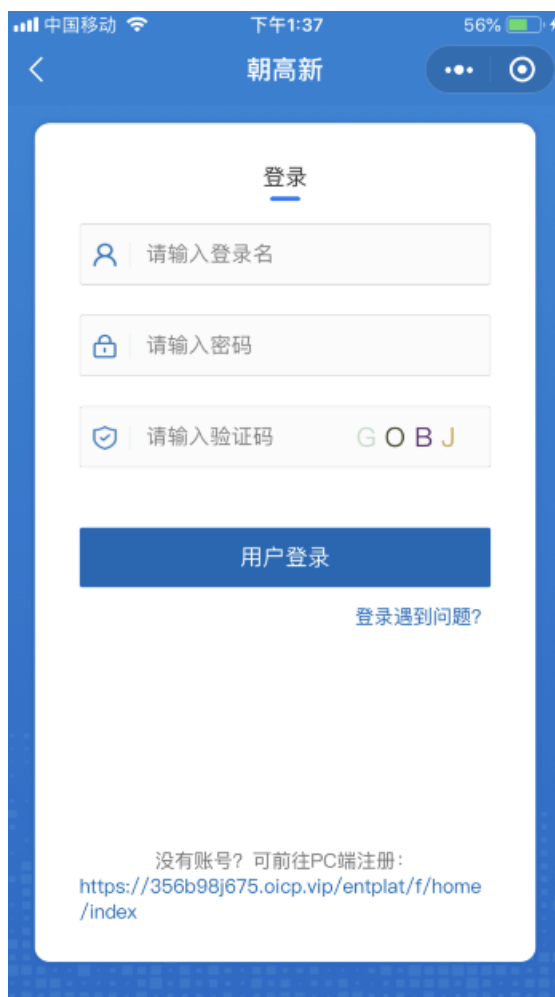 中国移动 下午1:37 56%
朝高新
登录
请输入登录名
请输入密码
请输入验证码 GOBJ
用户登录
登录遇到问题?
没有账号？可前往PC端注册：
https://356b98j675.oicp.vip/entplat/f/home
/index